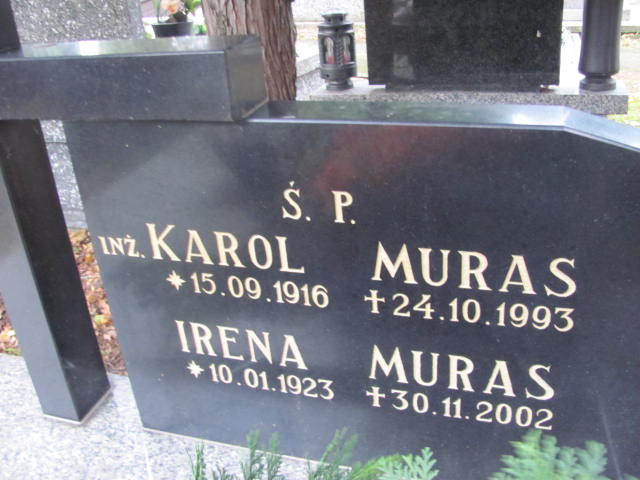 Ś. P.
INŻ. KAROL MURAS
*15.09.1916 †24.10.1993
IRENA MURAS
*10.01.1923 †30.11.2002